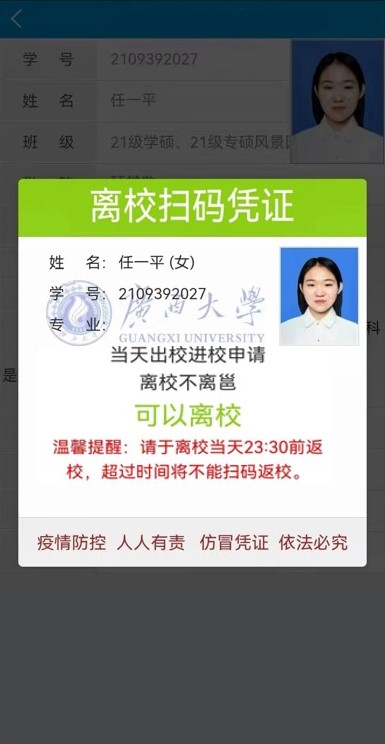 学 号 2109392027
姓 名 任一平
班 级 21级学硕、21级专硕风景园
离校扫码凭证
姓 名: 任一平 (女)
学 号: 2109392027
专 业:
廣西大學
GUANGXI UNIVERSITY
科
是
当天出校进校申请
离校不离邕
可以离校
温馨提醒：请于离校当天23:30前返
校，超过时间将不能扫码返校。
疫情防控 人人有责 仿冒凭证 依法必究